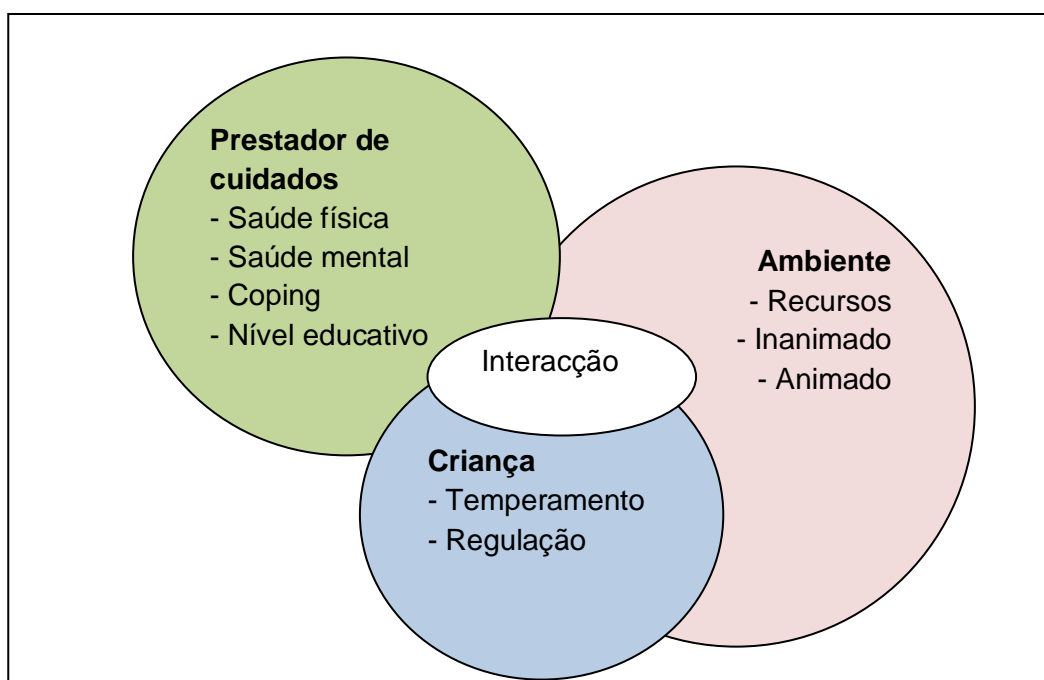 Prestador de
cuidados
- Saúde física
- Saúde mental
- Coping
- Nível educativo
Ambiente
- Recursos
- Inanimado
- Animado
Interacção
Criança
- Temperamento
- Regulação